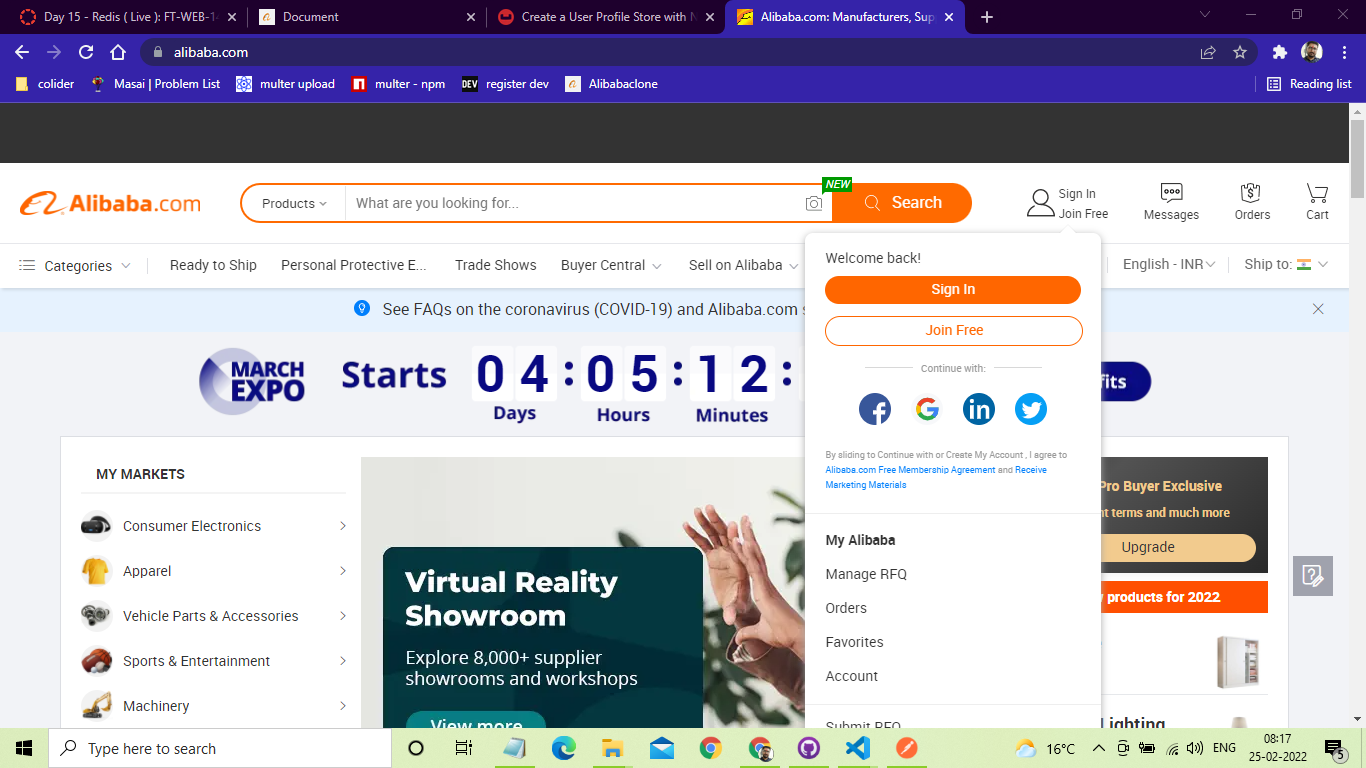 Day 15 - Redis ( Live ): FT-WEB-1
Document
Create a User Profile Store with N
Alibaba.com: Manufacturers, Sup
alibaba.com
colider
Masai | Problem List
multer upload
multer - npm
DEV register dev
Alibabaclone
Reading list
Alibaba.com
Products
What are you looking for...
NEW
Search
Sign In
Join Free
Messages
Orders
Cart
Categories
Ready to Ship
Personal Protective E...
Trade Shows
Buyer Central
Sell on Alibaba
English - INR
Ship to:
See FAQs on the coronavirus (COVID-19) and Alibaba.com s
Welcome back!
Sign In
Join Free
Continue with:
By sliding to Continue with or Create My Account , I agree to
Alibaba.com Free Membership Agreement and Receive
Marketing Materials
My Alibaba
Manage RFQ
Orders
Favorites
Account
Submit RFQ
MARCH
EXPO
Starts
04 : 05 : 12 :
Days
Hours
Minutes
fits
MY MARKETS
Consumer Electronics
Apparel
Vehicle Parts & Accessories
Sports & Entertainment
Machinery
Virtual Reality
Showroom
Explore 8,000+ supplier
showrooms and workshops
View more
Pro Buyer Exclusive
nt terms and much more
Upgrade
products for 2022
Lighting
Type here to search
16°C
ENG
08:17
25-02-2022
5